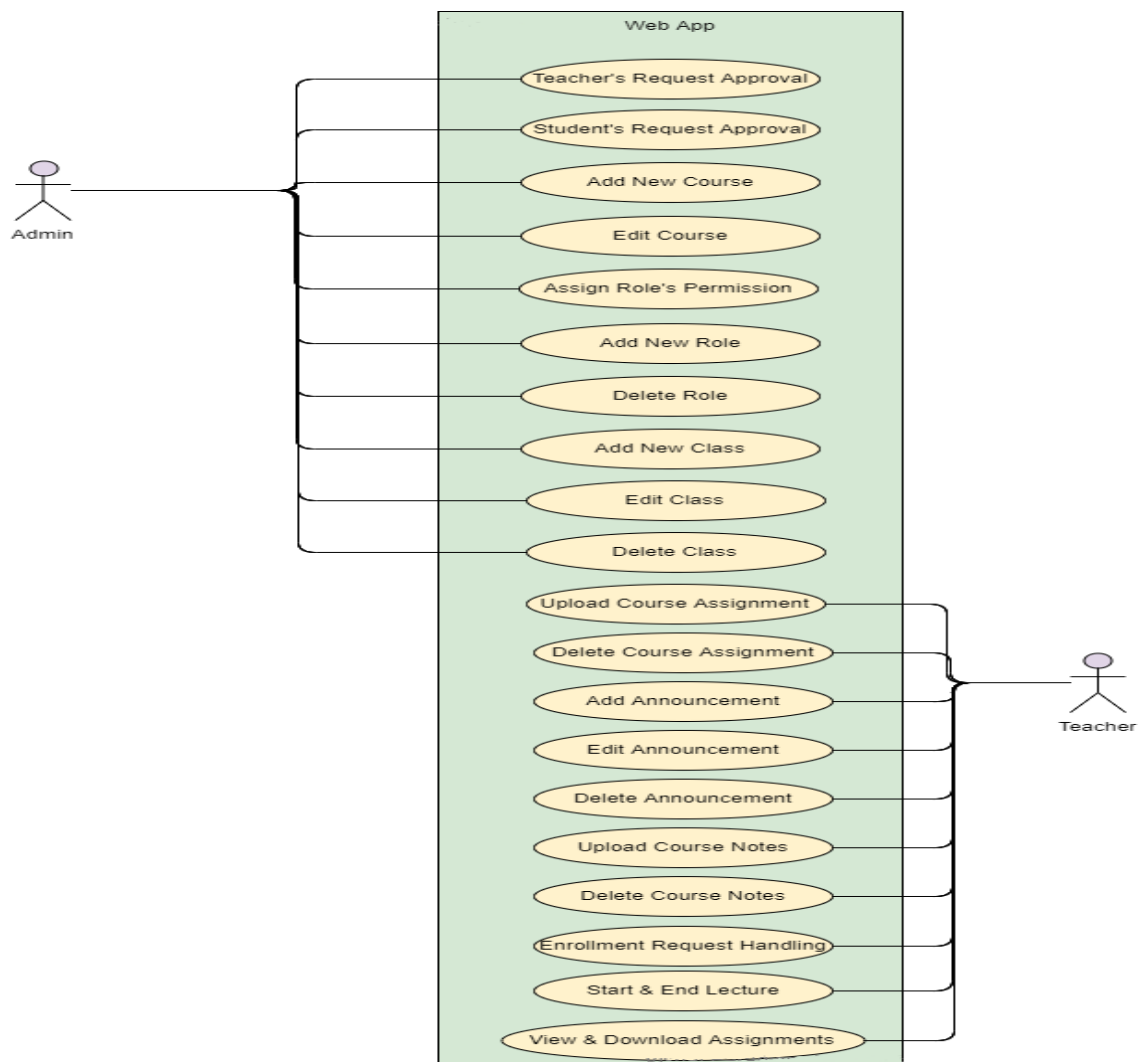 Web App
Teacher's Request Approval
Student's Request Approval
Add New Course
Edit Course
Admin
Assign Role's Permission
Add New Role
Delete Role
Add New Class
Edit Class
Delete Class
Upload Course Assignment
Delete Course Assignment
Add Announcement
Teacher
Edit Announcement
Delete Announcement
Upload Course Notes
Delete Course Notes
Enrollment Request Handling
Start & End Lecture
View & Download Assignments